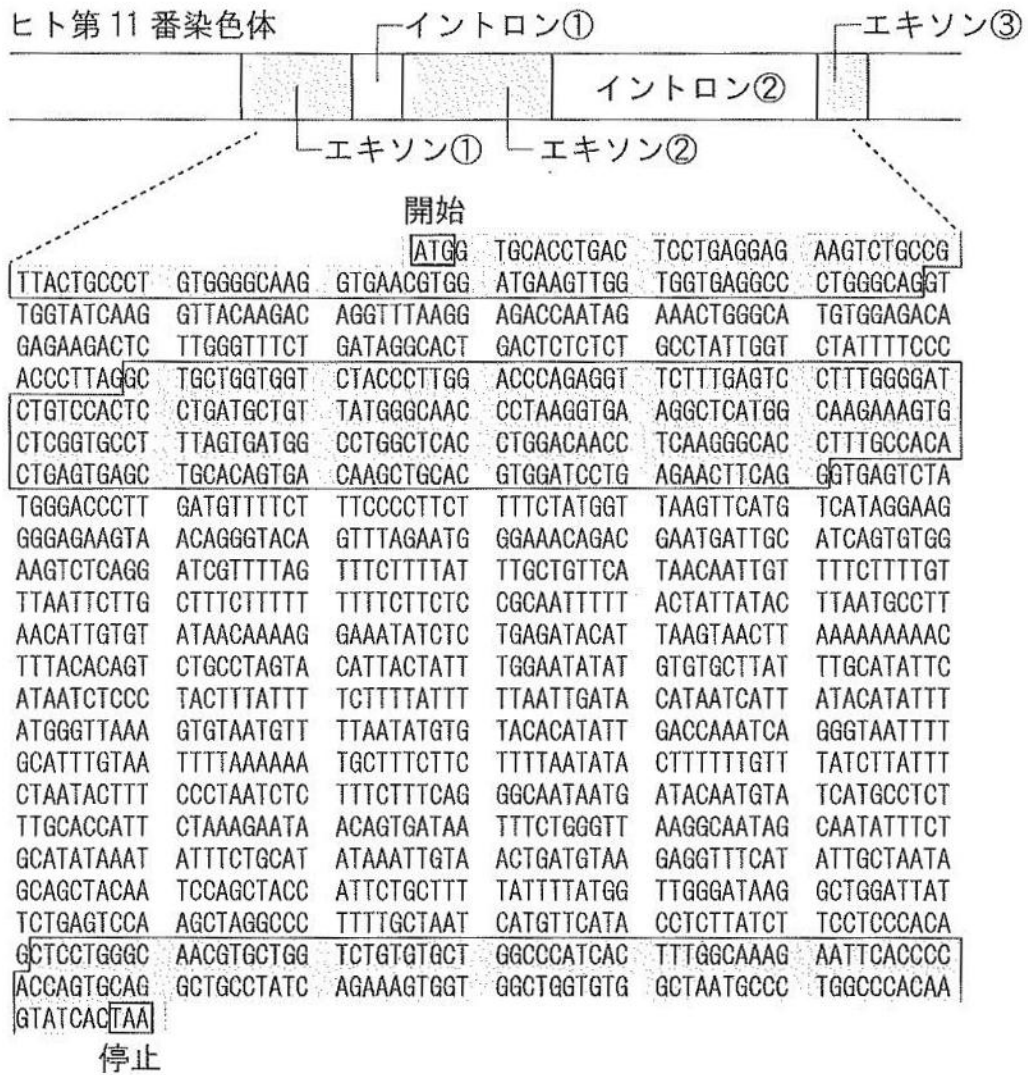 ヒト第11番染色体
イントロン①
エキソン③
イントロン②
エキソン①
エキソン②
開始
ATGG TGCACCTGAC TCCTGAGGAG AAGTCTGCCG
TTACTGCCCT GTGGGGCAAG GTGAACGTGG ATGAAGTTGG TGGTGAGGCC CTGGGCAGGT
TGGTATCAAG GTTACAAGAC AGGTTTAAGG AGACCAATAG AAACTGGGCA TGTGGAGACA
GAGAAGACTC TTGGGTTTCT GATAGGCACT GACTCTCTCT GCCTATTGGT CTATTTTCCC
ACCCTTAGGC TGCTGGTGGT CTACCCTTGG ACCCAGAGGT TCTTTGAGTC CTTTGGGGAT
CTGTCCACTC CTGATGCTGT TATGGGCAAC CCTAAGGTGA AGGCTCATGG CAAGAAAGTG
CTCGGTGCCT TTAGTGATGG CCTGGCTCAC CTGGACAACC TCAAGGGCAC CTTTGCCACA
CTGAGTGAGC TGCACAGTGA CAAGCTGCAC GTGGATCCTG AGAACTTCAG GGTGAGTCTA
TGGGACCCTT GATGTTTTCT TTCCCCTTCT TTTCTATGGT TAAGTTCATG TCATAGGAAG
GGGAGAAGTA ACAGGGTACA GTTTAGAATG GGAAACAGAC GAATGATTGC ATCAGTGTGG
AAGTCTCAGG ATCGTTTTAG TTTCTTTTAT TTGCTGTTCA TAACAATTGT TTTCTTTTGT
TTAATTCTTG CTTTCTTTTT TTTTCTTCTC CGCAATTTTT ACTATTATAC TTAATGCCTT
AACATTGTGT ATAACAAAAG GAAATATCTC TGAGATACAT TAAGTAACTT AAAAAAAAAC
TTTACACAGT CTGCCTAGTA CATTACTATT TGGAATATAT GTGTGCTTAT TTGCATATTC
ATAATCTCCC TACTTTATTT TCTTTTATTT TTAATTGATA CATAATCATT ATACATATTT
ATGGGTTAAA GTGTAATGTT TTAATATGTG TACACATATT GACCAAATCA GGGTAATTTT
GCATTTGTAA TTTTAAAAAA TGCTTTCTTC TTTTAATATA CTTTTTTGTT TATCTTATTT
CTAATACTTT CCCTAATCTC TTTCTTTCAG GGCAATAATG ATACAATGTA TCATGCCTCT
TTGCACCATT CTAAAGAATA ACAGTGATAA TTTCTGGGTT AAGGCAATAG CAATATTTCT
GCATATAAAT ATTTCTGCAT ATAAATTGTA ACTGATGTAA GAGGTTTCAT ATTGCTAATA
GCAGCTACAA TCCAGCTACC ATTCTGCTTT TATTTTATGG TTGGGATAAG GCTGGATTAT
TCTGAGTCCA AGCTAGGCCC TTTTGCTAAT CATGTTCATA CCTCTTATCT TCCTCCCACA
GCTCCTGGGC AACGTGCTGG TCTGTGTGCT GGCCCATCAC TTTGGCAAAG AATTCACCCC
ACCAGTGCAG GCTGCCTATC AGAAAGTGGT GGCTGGTGTG GCTAATGCCC TGGCCCACAA
GTATCACTAA
停止